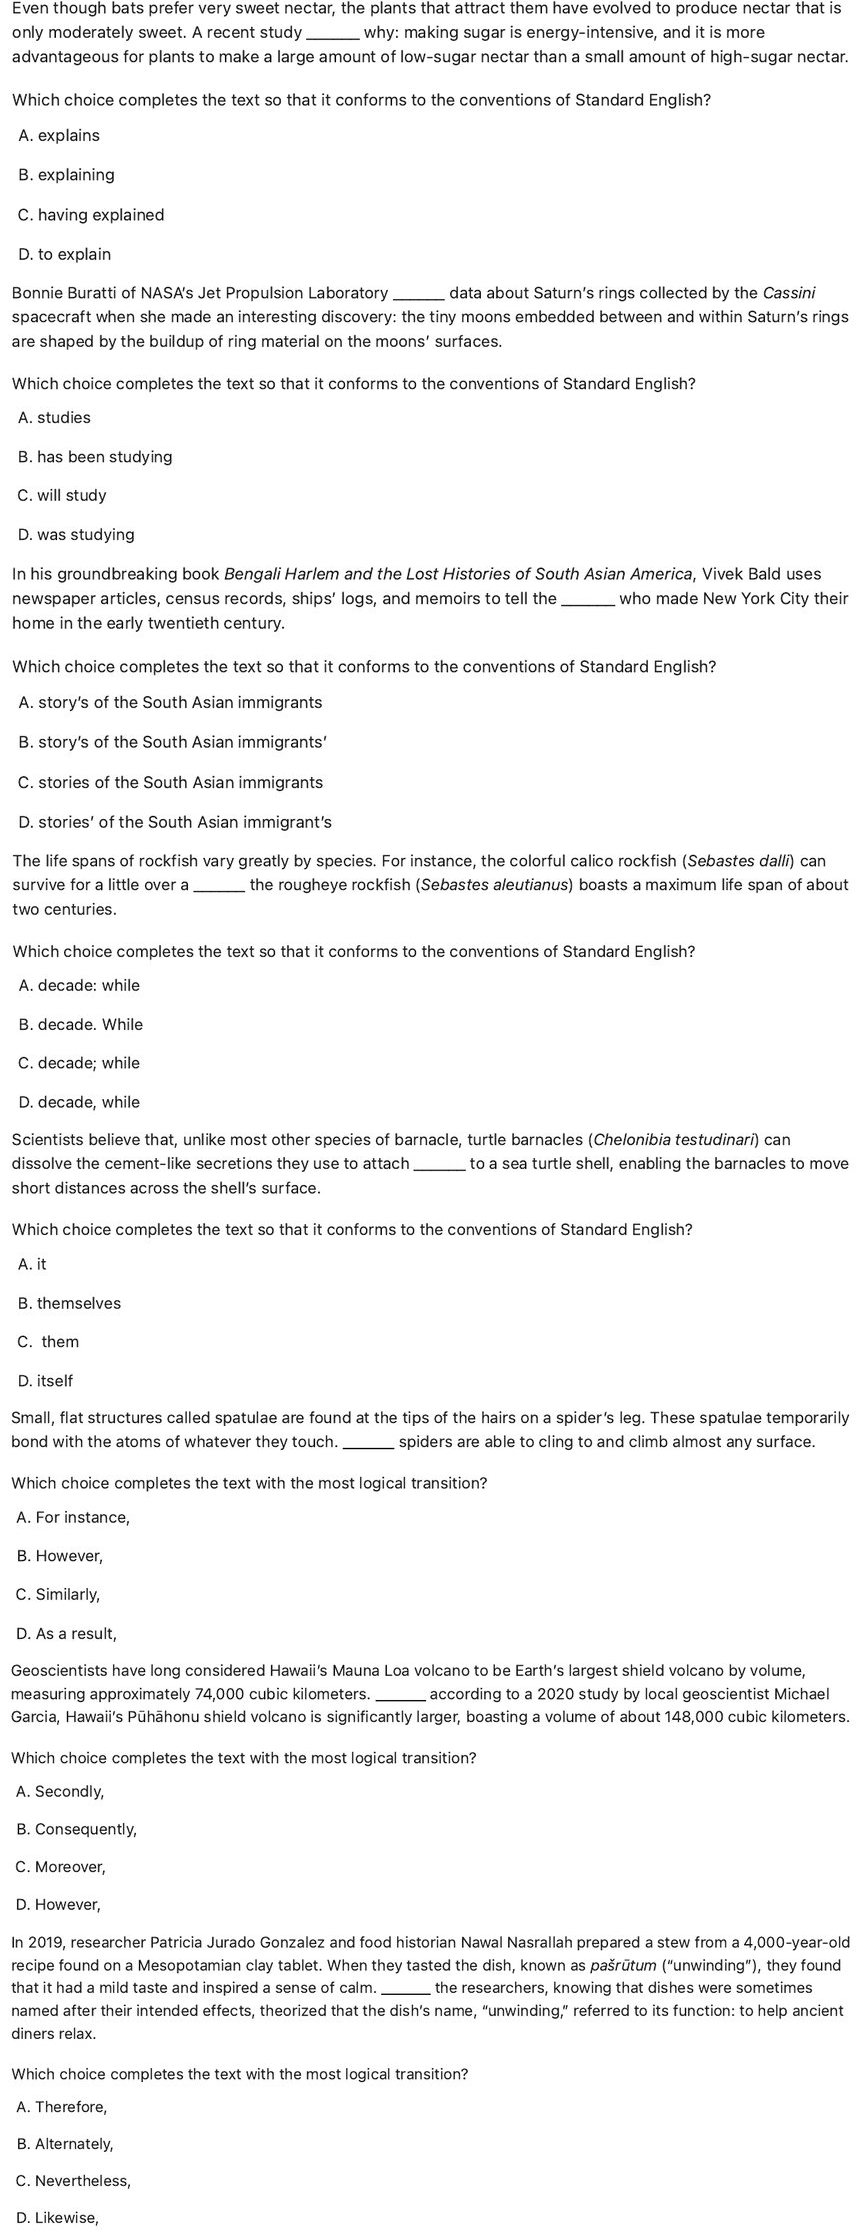 Even though bats prefer very sweet nectar, the plants that attract them have evolved to produce nectar that is
only moderately sweet. A recent study ______ why: making sugar is energy-intensive, and it is more
advantageous for plants to make a large amount of low-sugar nectar than a small amount of high-sugar nectar.
Which choice completes the text so that it conforms to the conventions of Standard English?
A. explains
B. explaining
C. having explained
D. to explain
Bonnie Buratti of NASA’s Jet Propulsion Laboratory ______ data about Saturn’s rings collected by the Cassini
spacecraft when she made an interesting discovery: the tiny moons embedded between and within Saturn’s rings
are shaped by the buildup of ring material on the moons’ surfaces.
Which choice completes the text so that it conforms to the conventions of Standard English?
A. studies
B. has been studying
C. will study
D. was studying
In his groundbreaking book Bengali Harlem and the Lost Histories of South Asian America, Vivek Bald uses
newspaper articles, census records, ships’ logs, and memoirs to tell the ______ who made New York City their
home in the early twentieth century.
Which choice completes the text so that it conforms to the conventions of Standard English?
A. story’s of the South Asian immigrants
B. story’s of the South Asian immigrants’
C. stories of the South Asian immigrants
D. stories’ of the South Asian immigrant’s
The life spans of rockfish vary greatly by species. For instance, the colorful calico rockfish (Sebastes dalli) can
survive for a little over a ______ the rougheye rockfish (Sebastes aleutianus) boasts a maximum life span of about
two centuries.
Which choice completes the text so that it conforms to the conventions of Standard English?
A. decade: while
B. decade. While
C. decade; while
D. decade, while
Scientists believe that, unlike most other species of barnacle, turtle barnacles (Chelonibia testudinari) can
dissolve the cement-like secretions they use to attach ______ to a sea turtle shell, enabling the barnacles to move
short distances across the shell’s surface.
Which choice completes the text so that it conforms to the conventions of Standard English?
A. it
B. themselves
C. them
D. itself
Small, flat structures called spatulae are found at the tips of the hairs on a spider’s leg. These spatulae temporarily
bond with the atoms of whatever they touch. ______ spiders are able to cling to and climb almost any surface.
Which choice completes the text with the most logical transition?
A. For instance,
B. However,
C. Similarly,
D. As a result,
Geoscientists have long considered Hawaii’s Mauna Loa volcano to be Earth’s largest shield volcano by volume,
measuring approximately 74,000 cubic kilometers. ______ according to a 2020 study by local geoscientist Michael
Garcia, Hawaii’s Pūhāhonu shield volcano is significantly larger, boasting a volume of about 148,000 cubic kilometers.
Which choice completes the text with the most logical transition?
A. Secondly,
B. Consequently,
C. Moreover,
D. However,
In 2019, researcher Patricia Jurado Gonzalez and food historian Nawal Nasrallah prepared a stew from a 4,000-year-old
recipe found on a Mesopotamian clay tablet. When they tasted the dish, known as pašrūtum (“unwinding”), they found
that it had a mild taste and inspired a sense of calm. ______ the researchers, knowing that dishes were sometimes
named after their intended effects, theorized that the dish’s name, “unwinding,” referred to its function: to help ancient
diners relax.
Which choice completes the text with the most logical transition?
A. Therefore,
B. Alternately,
C. Nevertheless,
D. Likewise,